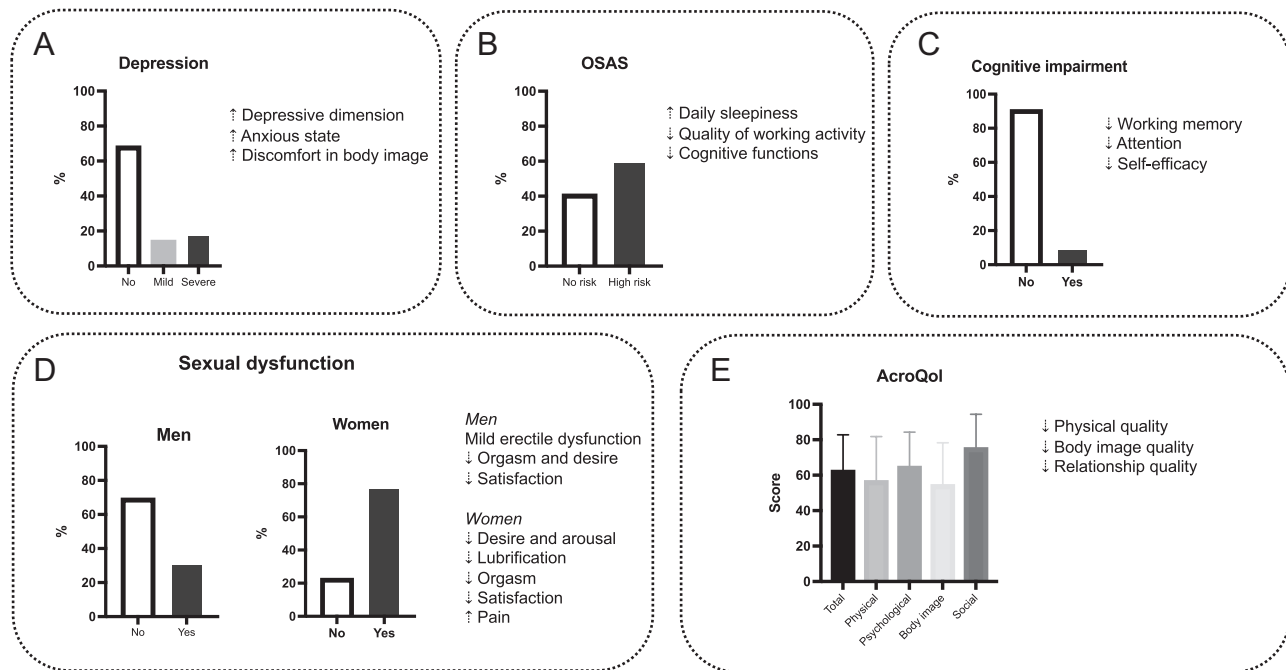 A
Depression
100
80
60
40
20
0
%
No Mild Severe
↑ Depressive dimension
↑ Anxious state
↑ Discomfort in body image
B
OSAS
100
80
60
40
20
0
%
No risk High risk
↑ Daily sleepiness
↓ Quality of working activity
↓ Cognitive functions
C
Cognitive impairment
100
80
60
40
20
0
%
No Yes
↓ Working memory
↓ Attention
↓ Self-efficacy
D
Sexual dysfunction
Men
100
80
60
40
20
0
%
No Yes
Women
100
80
60
40
20
0
%
No Yes
Men
Mild erectile dysfunction
↓ Orgasm and desire
↓ Satisfaction
Women
↓ Desire and arousal
↓ Lubrification
↓ Orgasm
↓ Satisfaction
↑ Pain
E
AcroQol
100
80
60
40
20
0
Score
Total Physical Psychological Body image Social
↓ Physical quality
↓ Body image quality
↓ Relationship quality